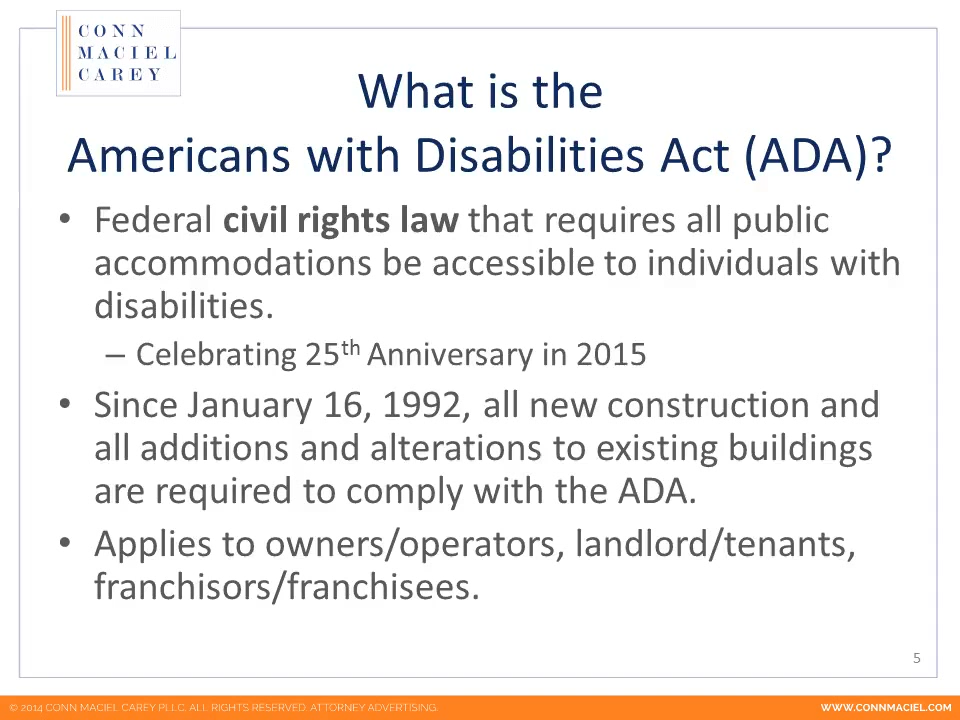 CONN
MACIEL
CAREY
What is the
Americans with Disabilities Act (ADA)?
• Federal civil rights law that requires all public
accommodations be accessible to individuals with
disabilities.
– Celebrating 25th Anniversary in 2015
• Since January 16, 1992, all new construction and
all additions and alterations to existing buildings
are required to comply with the ADA.
• Applies to owners/operators, landlord/tenants,
franchisors/franchisees.
5
© 2014 CONN MACIEL CAREY PLLC. ALL RIGHTS RESERVED. ATTORNEY ADVERTISING. WWW.CONNMACIEL.COM